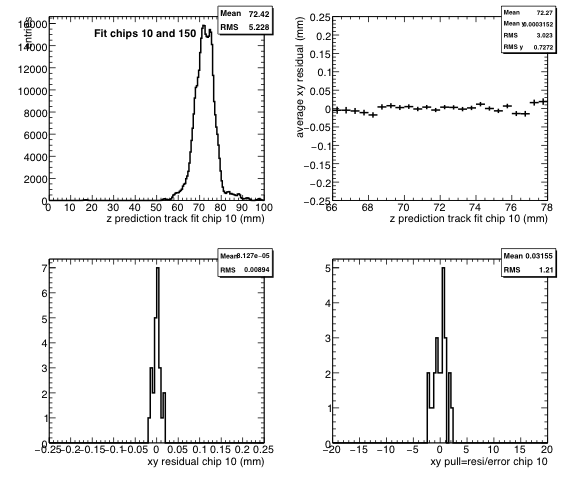 entries
Fit chips 10 and 150
Mean 72.42
RMS 5.228
16000
14000
12000
10000
8000
6000
4000
2000
0
0 10 20 30 40 50 60 70 80 90 100
z prediction track fit chip 10 (mm)
average xy residual (mm)
Mean 72.27
Mean y 0.0003152
RMS 3.023
RMS y 0.7272
0.25
0.2
0.15
0.1
0.05
0
−0.05
−0.1
−0.15
−0.2
−0.25
66 68 70 72 74 76 78
z prediction track fit chip 10 (mm)
Mean 8.127e-05
RMS 0.00894
7
6
5
4
3
2
1
0
−0.25−0.2−0.15−0.1−0.05 0 0.05 0.1 0.15 0.2 0.25
xy residual chip 10 (mm)
Mean 0.03155
RMS 1.21
5
4
3
2
1
0
−20 −15 −10 −5 0 5 10 15 20
xy pull=resi/error chip 10